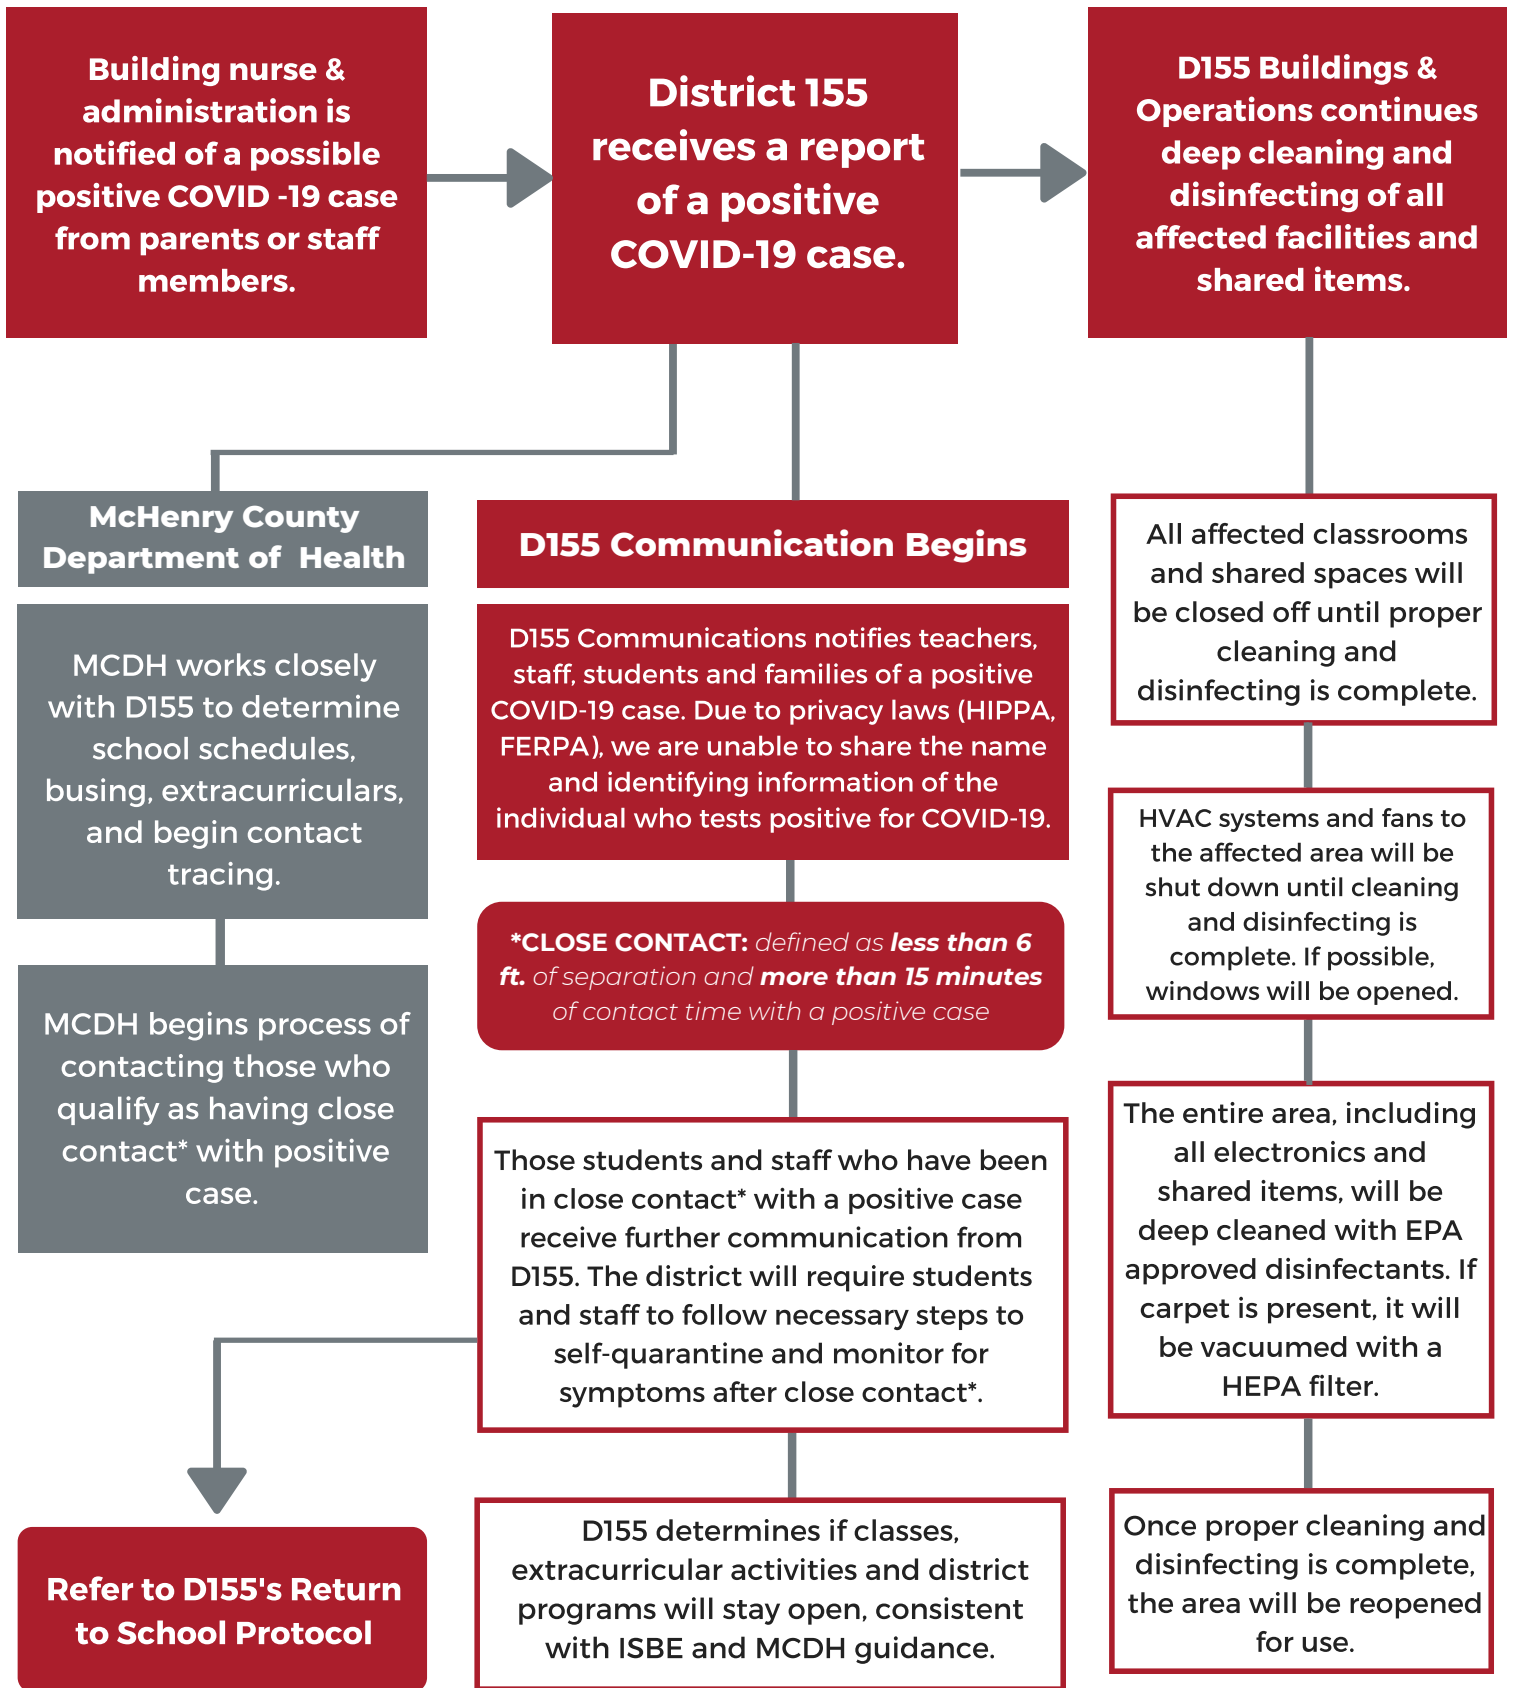 Building nurse &
administration is
notified of a possible
positive COVID -19 case
from parents or staff
members.
District 155
receives a report
of a positive
COVID-19 case.
D155 Buildings &
Operations continues
deep cleaning and
disinfecting of all
affected facilities and
shared items.
McHenry County
Department of  Health
MCDH works closely
with D155 to determine
school schedules,
busing, extracurriculars,
and begin contact
tracing.
MCDH begins process of
contacting those who
qualify as having close
contact* with positive
case.
D155 Communication Begins
D155 Communications notifies teachers,
staff, students and families of a positive
COVID-19 case. Due to privacy laws (HIPPA,
FERPA), we are unable to share the name
and identifying information of the
individual who tests positive for COVID-19.
*CLOSE CONTACT: defined as less than 6
ft. of separation and more than 15 minutes
of contact time with a positive case
Those students and staff who have been
in close contact* with a positive case
receive further communication from
D155. The district will require students
and staff to follow necessary steps to
self-quarantine and monitor for
symptoms after close contact*.
Refer to D155's Return
to School Protocol
D155 determines if classes,
extracurricular activities and district
programs will stay open, consistent
with ISBE and MCDH guidance.
All affected classrooms
and shared spaces will
be closed off until proper
cleaning and
disinfecting is complete.
HVAC systems and fans to
the affected area will be
shut down until cleaning
and disinfecting is
complete. If possible,
windows will be opened.
The entire area, including
all electronics and
shared items, will be
deep cleaned with EPA
approved disinfectants. If
carpet is present, it will
be vacuumed with a
HEPA filter.
Once proper cleaning and
disinfecting is complete,
the area will be reopened
for use.